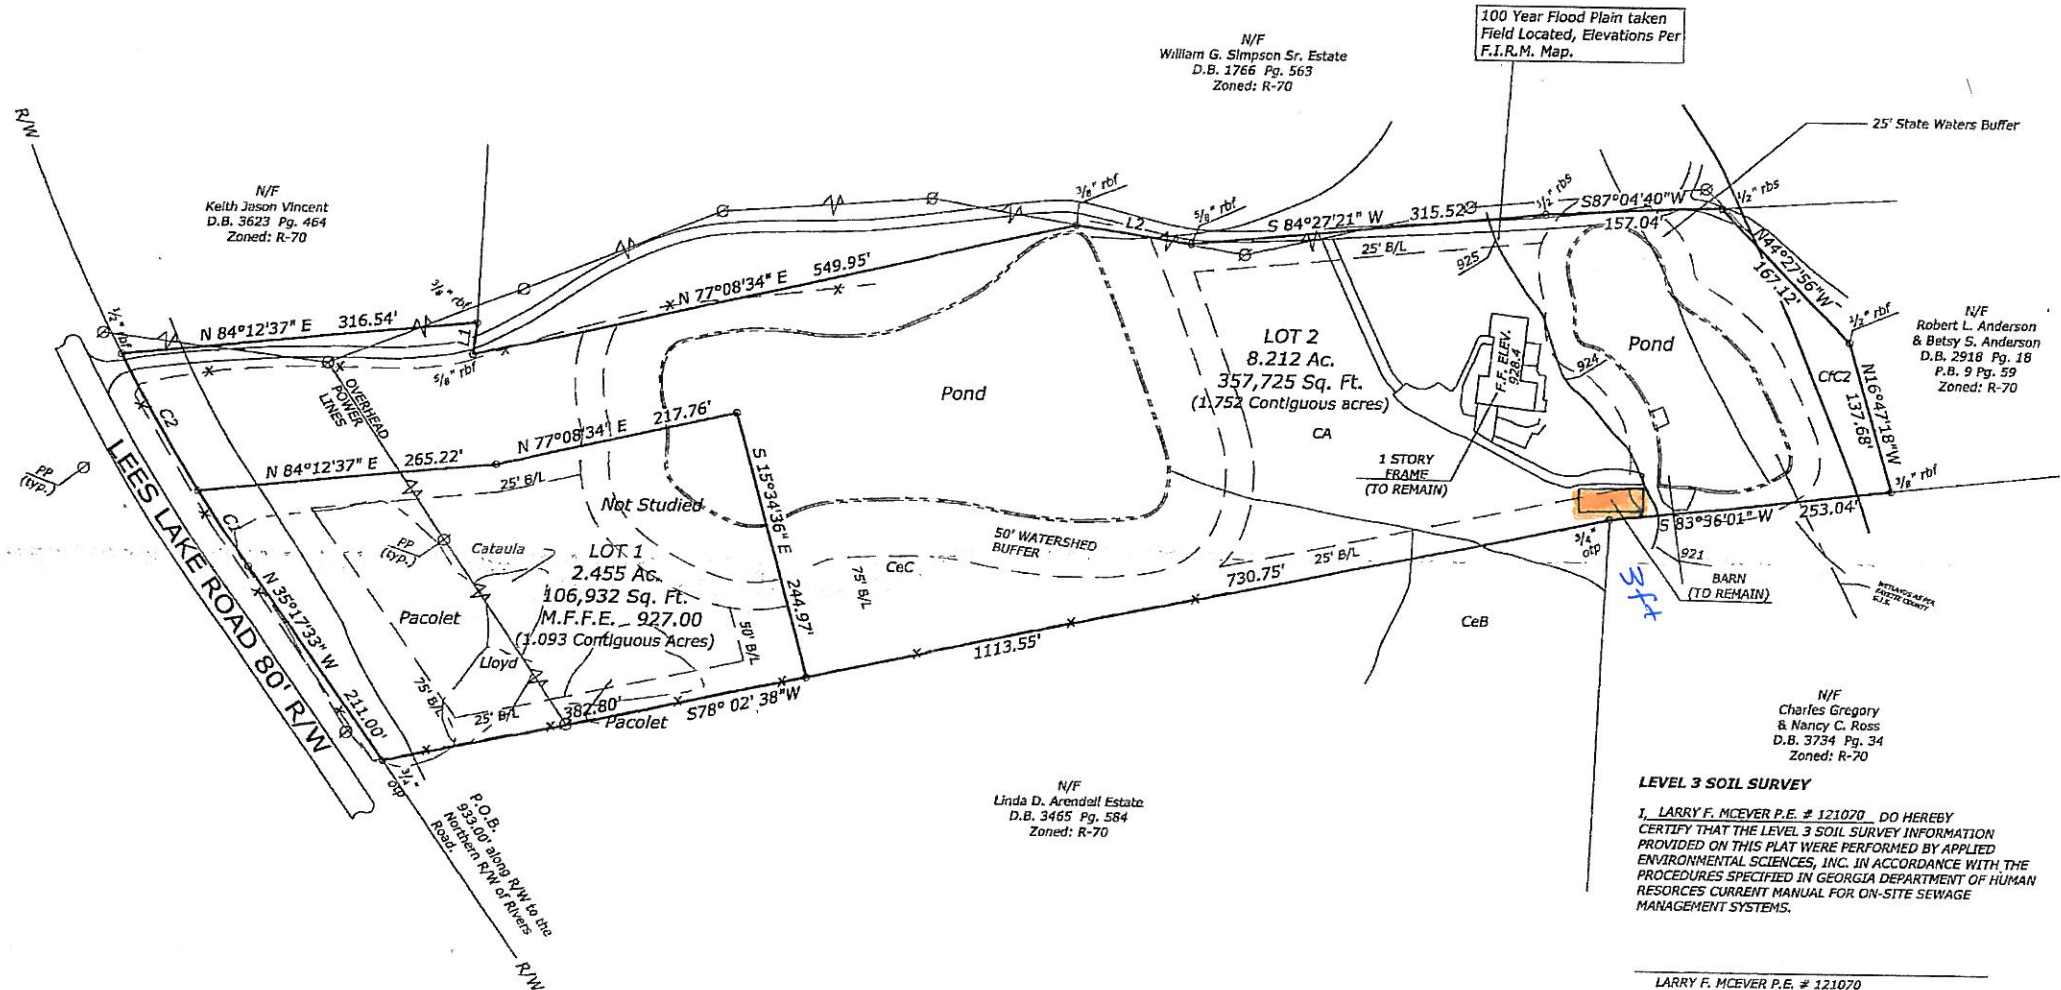 100 Year Flood Plain taken
Field Located, Elevations Per
F.I.R.M. Map.
N/F
William G. Simpson Sr. Estate
D.B. 1766 Pg. 563
Zoned: R-70
25' State Waters Buffer
R/W
N/F
Keith Jason Vincent
D.B. 3623 Pg. 464
Zoned: R-70
3/8" rbf
L2
5/8" rbf
S 84°27'21" W 315.52'
1/2" rbs
S87°04'40"W
157.04'
1/2" rbs
25' B/L
925
N44°27'56"W
167.12'
N 77°08'34" E 549.95'
3/8" rbf
L1
N 84°12'37" E 316.54'
1/2" rbf
5/8" rbf
1/2" rbf
N/F
Robert L. Anderson
& Betsy S. Anderson
D.B. 2918 Pg. 18
P.B. 9 Pg. 59
Zoned: R-70
LOT 2
8.212 Ac.
357,725 Sq. Ft.
(1.752 Contiguous acres)
CA
F.F. ELEV.
928.4
924
Pond
CfC2
N16°47'18"W
137.68'
3/8" rbf
Pond
OVERHEAD
POWER
LINES
C2
LEES LAKE ROAD 80' R/W
PP
(typ.)
N 84°12'37" E 265.22'
N 77°08'34" E 217.76'
25' B/L
S 15°34'36" E 244.97'
1 STORY
FRAME
(TO REMAIN)
Not Studied
S 83°36'01" W 253.04'
C1
PP
(typ.)
Cataula
LOT 1
2.455 Ac.
106,932 Sq. Ft.
M.F.F.E. 927.00
(1.093 Contiguous Acres)
50' WATERSHED
BUFFER
CeC
75' B/L
25' B/L
730.75'
3/4"
otp
921
BARN
(TO REMAIN)
3ft
WETLANDS AS PER
FAYETTE COUNTY
G.I.S.
N 35°17'33" W 211.00'
Pacolet
Lloyd
50' B/L
1113.55'
CeB
75' B/L
25' B/L
382.80'
Pacolet
S78° 02' 38"W
3/4"
otp
P.O.B.
933.00' along R/W to the
Northern R/W of Rivers
Road.
R/W
N/F
Linda D. Arendell Estate
D.B. 3465 Pg. 584
Zoned: R-70
N/F
Charles Gregory
& Nancy C. Ross
D.B. 3734 Pg. 34
Zoned: R-70
LEVEL 3 SOIL SURVEY
I, LARRY F. MCEVER P.E. # 121070 DO HEREBY
CERTIFY THAT THE LEVEL 3 SOIL SURVEY INFORMATION
PROVIDED ON THIS PLAT WERE PERFORMED BY APPLIED
ENVIRONMENTAL SCIENCES, INC. IN ACCORDANCE WITH THE
PROCEDURES SPECIFIED IN GEORGIA DEPARTMENT OF HUMAN
RESORCES CURRENT MANUAL FOR ON-SITE SEWAGE
MANAGEMENT SYSTEMS.
LARRY F. MCEVER P.E. # 121070